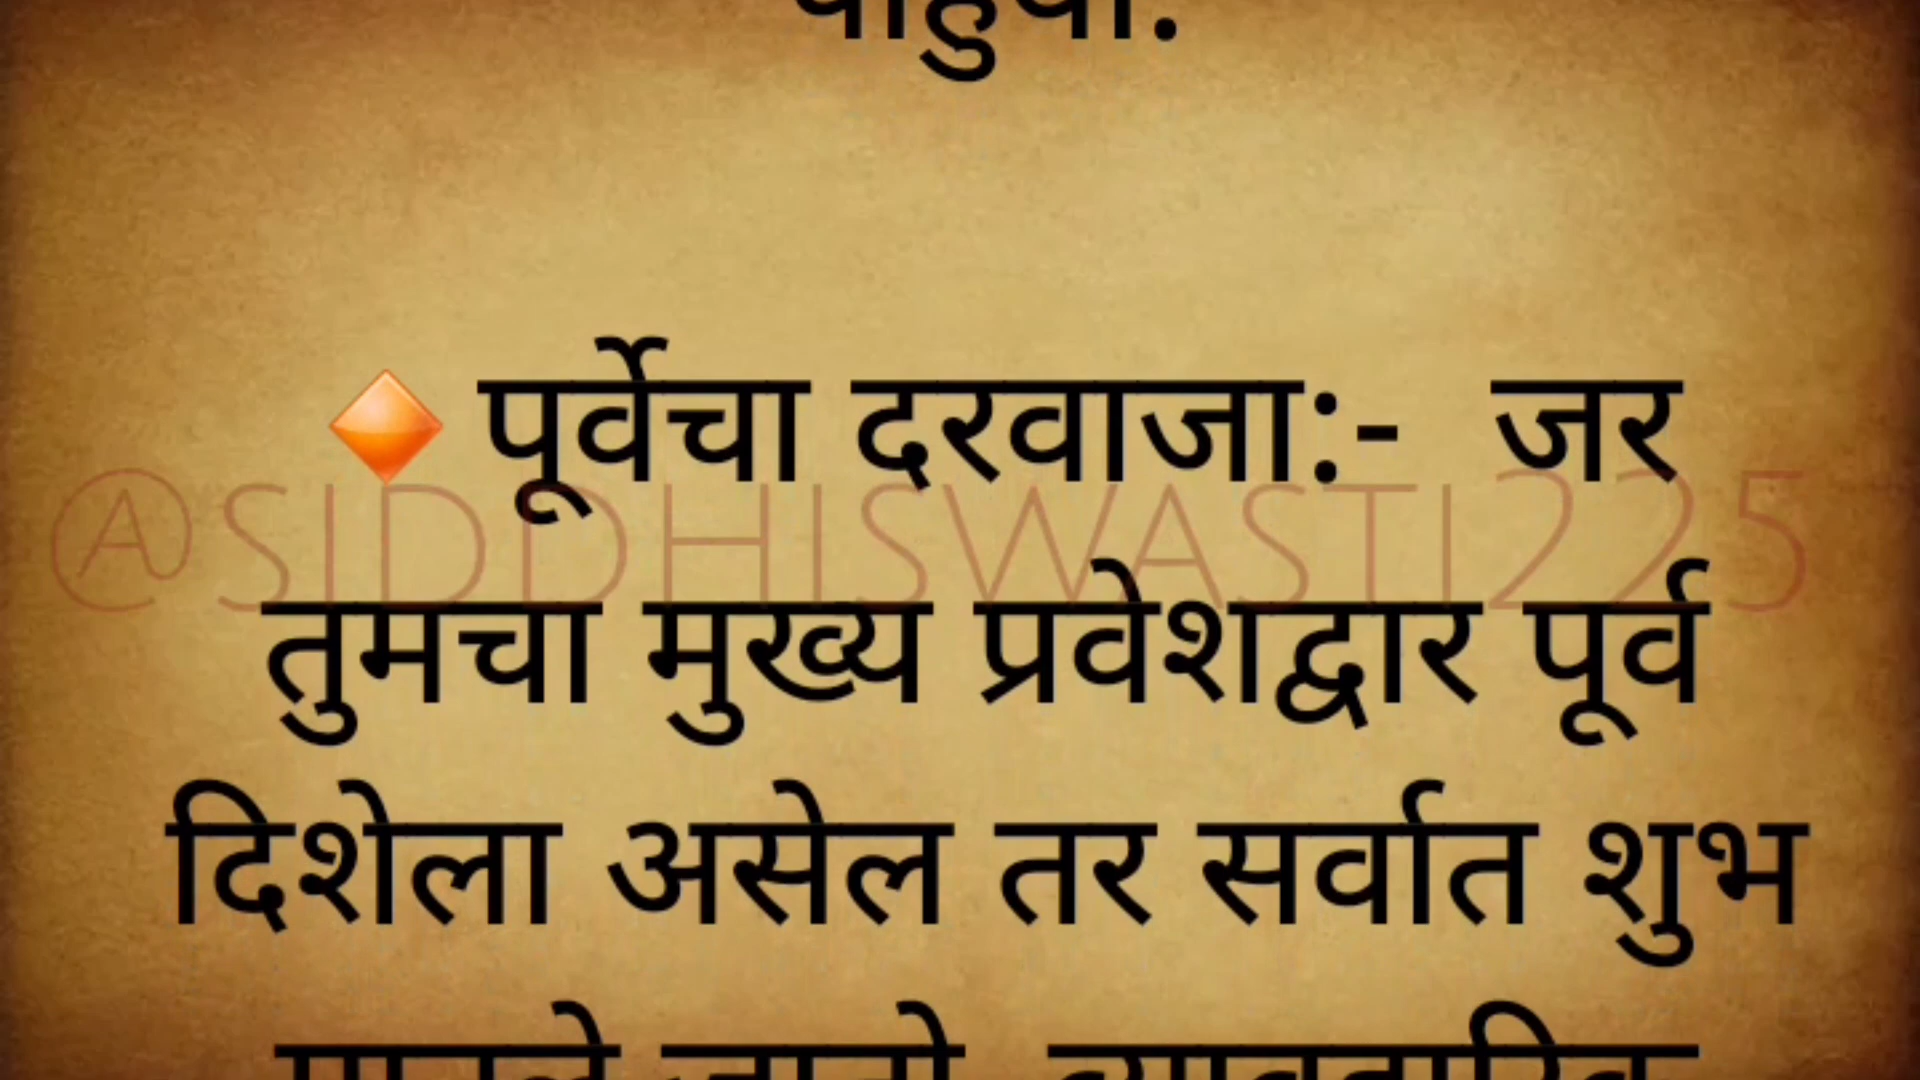 🔸पूर्वेचा दरवाजा:- जर
@SIDDHISWASTI225
तुमचा मुख्य प्रवेशद्वार पूर्व
दिशेला असेल तर सर्वात शुभ